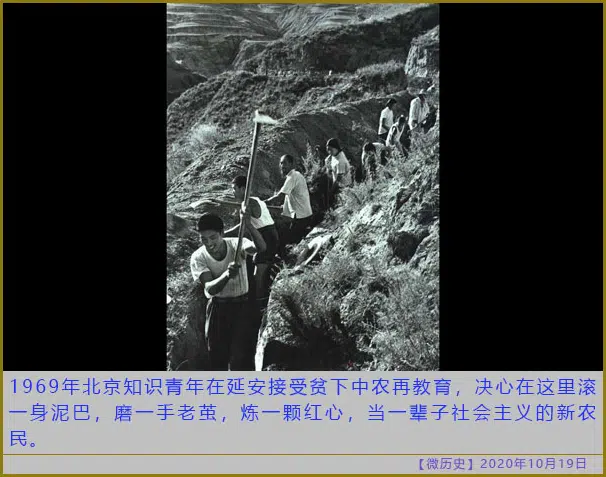 1969年北京知识青年在延安接受贫下中农再教育，决心在这里滚
一身泥巴，磨一手老茧，炼一颗红心，当一辈子社会主义的新农
民。
【微历史】2020年10月19日